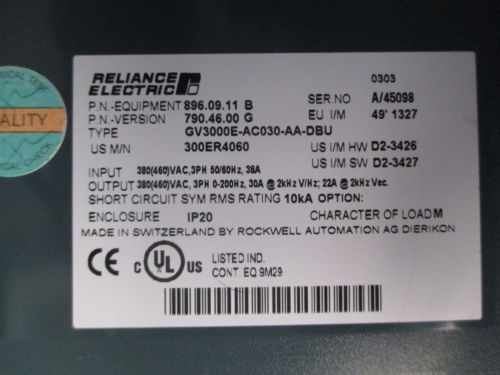 RELIANCE
ELECTRIC
0303
P.N.-EQUIPMENT 896.09.11 B SER.NO A/45098
P.N.-VERSION 790.46.00 G EU I/M 49' 1327
TYPE GV3000E-AC030-AA-DBU
US M/N 300ER4060 US I/M HW D2-3426
US I/M SW D2-3427
INPUT 380(460)VAC,3PH 50/60Hz, 38A
OUTPUT 380(460)VAC,3PH 0-200Hz, 30A @ 2kHz V/Hz; 22A @ 2kHz Vec.
SHORT CIRCUIT SYM RMS RATING 10kA OPTION:
ENCLOSURE IP20 CHARACTER OF LOAD M
MADE IN SWITZERLAND BY ROCKWELL AUTOMATION AG DIERIKON
CE C UL US LISTED IND.
CONT. EQ 9M29
TEST
ALITY
CHECK